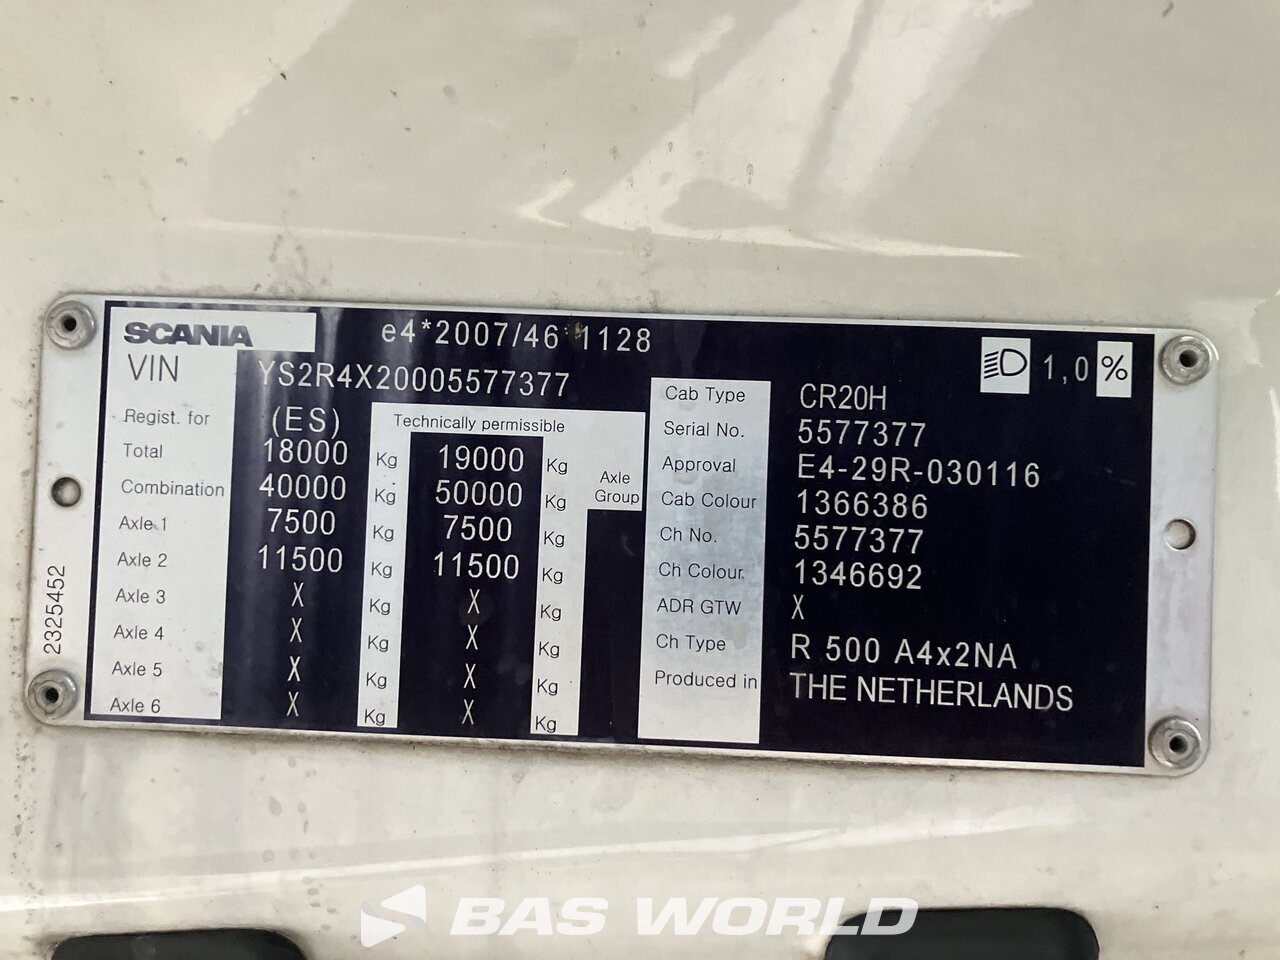 SCANIA e4*2007/46*1128
VIN YS2R4X20005577377
1,0 %
Regist. for (ES) Technically permissible
Total 18000 Kg 19000 Kg
Combination 40000 Kg 50000 Kg
Axle Group
Axle 1 7500 Kg 7500 Kg
Axle 2 11500 Kg 11500 Kg
Axle 3 X Kg X Kg
Axle 4 X Kg X Kg
Axle 5 X Kg X Kg
Axle 6 X Kg X Kg
Cab Type CR20H
Serial No. 5577377
Approval E4-29R-030116
Cab Colour 1366386
Ch No. 5577377
Ch Colour. 1346692
ADR GTW X
Ch Type R 500 A4x2NA
Produced in THE NETHERLANDS
2325452
BAS WORLD